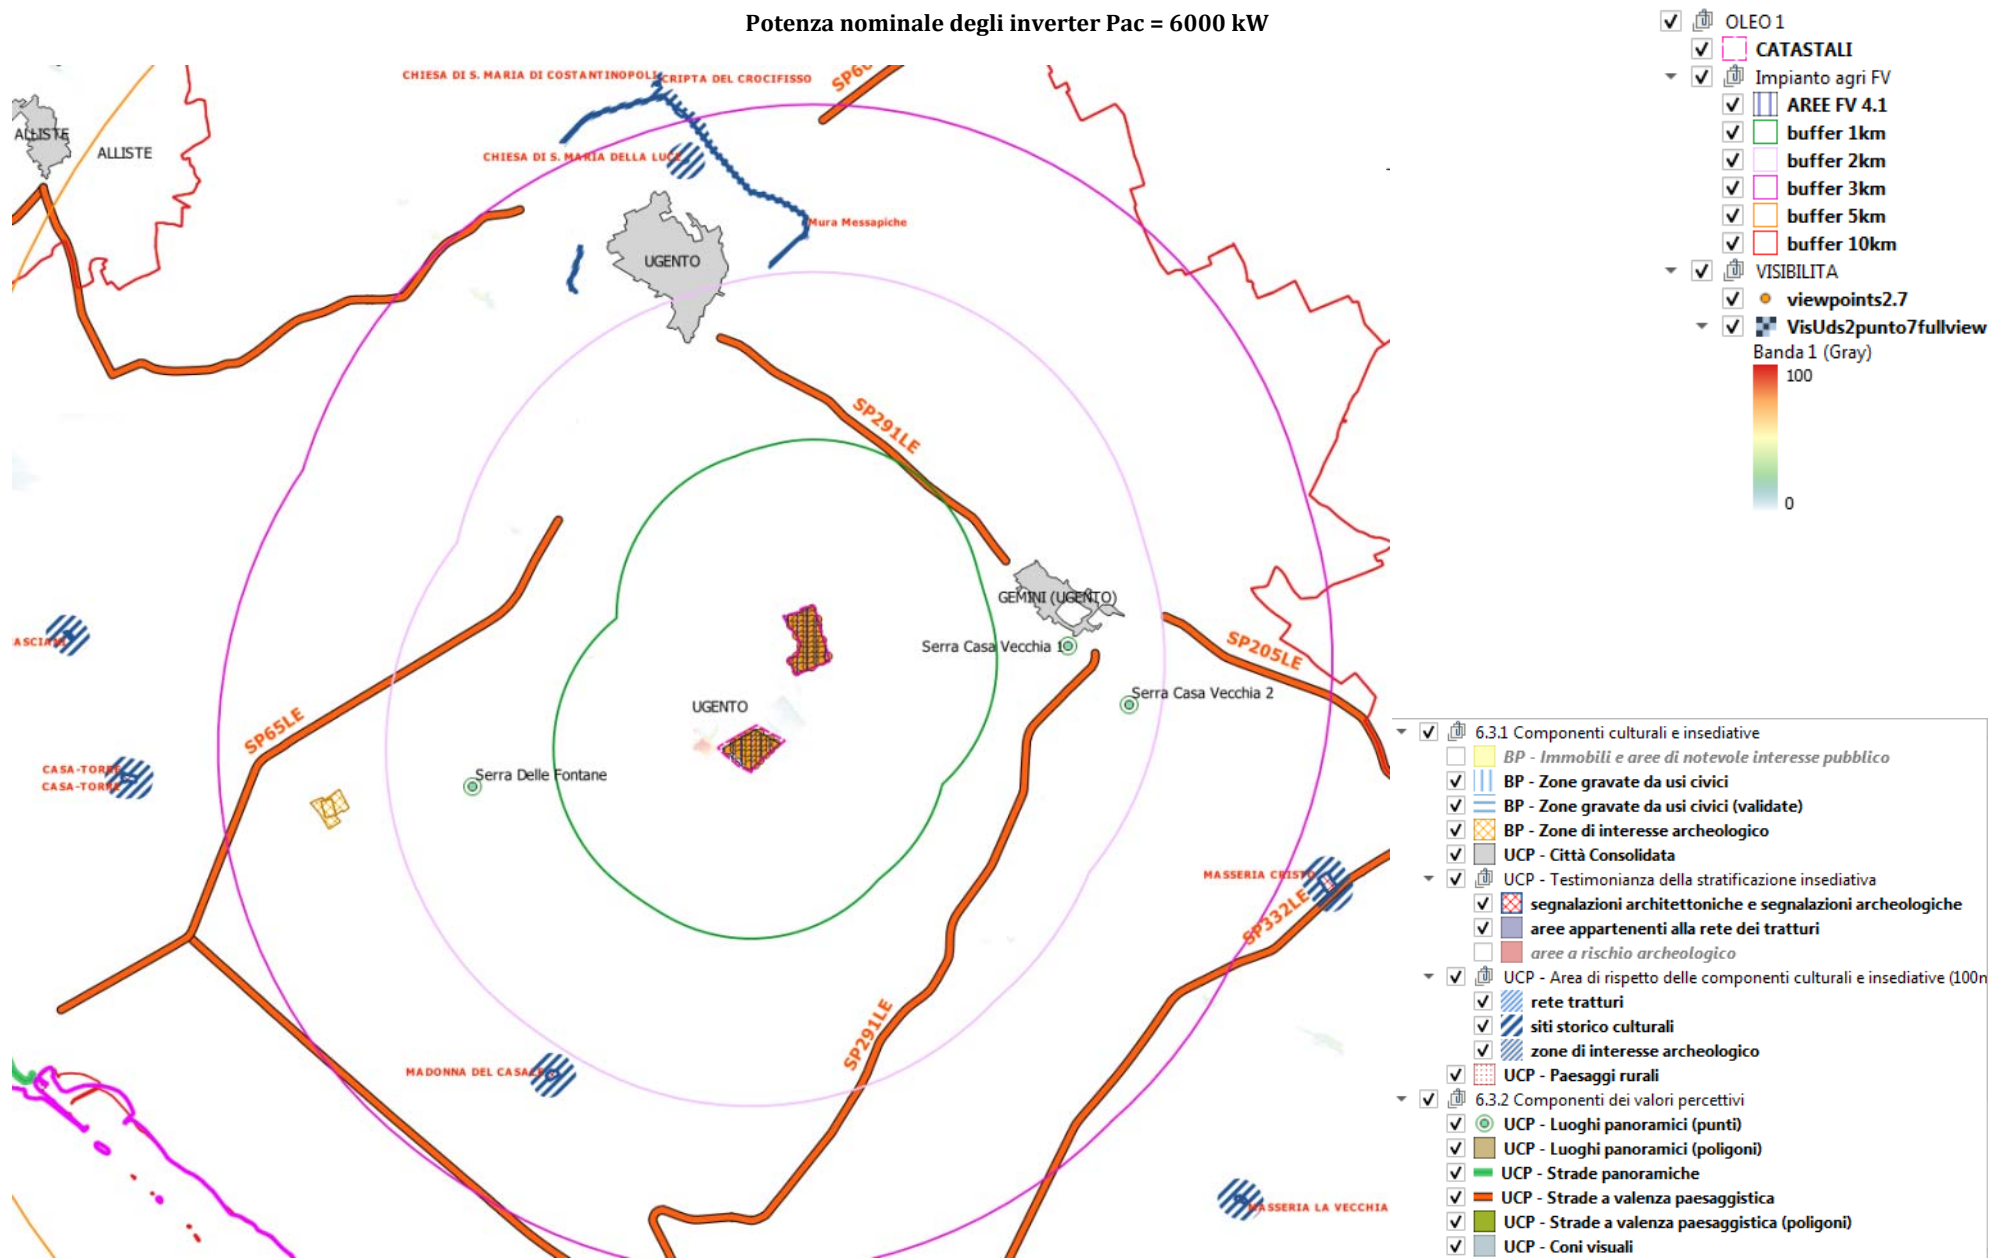 Potenza nominale degli inverter Pac = 6000 kW
OLEO 1
CATASTALI
Impianto agri FV
AREE FV 4.1
buffer 1km
buffer 2km
buffer 3km
buffer 5km
buffer 10km
VISIBILITA
viewpoints2.7
VisUds2punto7fullview
Banda 1 (Gray)
100
0
CHIESA DI S. MARIA DI COSTANTINOPOLI
CRIPTA DEL CROCIFISSO
ALLISTE
ALLISTE
CHIESA DI S. MARIA DELLA LUCE
Mura Messapiche
UGENTO
SP291LE
GEMINI (UGENTO)
Serra Casa Vecchia 1
SP205LE
Serra Casa Vecchia 2
UGENTO
SP65LE
CASA-TORRE
CASA-TORRE
Serra Delle Fontane
MASSERIA CRISTO
SP332LE
SP291LE
MADONNA DEL CASALE
MASSERIA LA VECCHIA
6.3.1 Componenti culturali e insediative
BP - Immobili e aree di notevole interesse pubblico
BP - Zone gravate da usi civici
BP - Zone gravate da usi civici (validate)
BP - Zone di interesse archeologico
UCP - Città Consolidata
UCP - Testimonianza della stratificazione insediativa
segnalazioni architettoniche e segnalazioni archeologiche
aree appartenenti alla rete dei tratturi
aree a rischio archeologico
UCP - Area di rispetto delle componenti culturali e insediative
rete tratturi
siti storico culturali
zone di interesse archeologico
UCP - Paesaggi rurali
6.3.2 Componenti dei valori percettivi
UCP - Luoghi panoramici (punti)
UCP - Luoghi panoramici (poligoni)
UCP - Strade panoramiche
UCP - Strade a valenza paesaggistica
UCP - Strade a valenza paesaggistica (poligoni)
UCP - Coni visuali